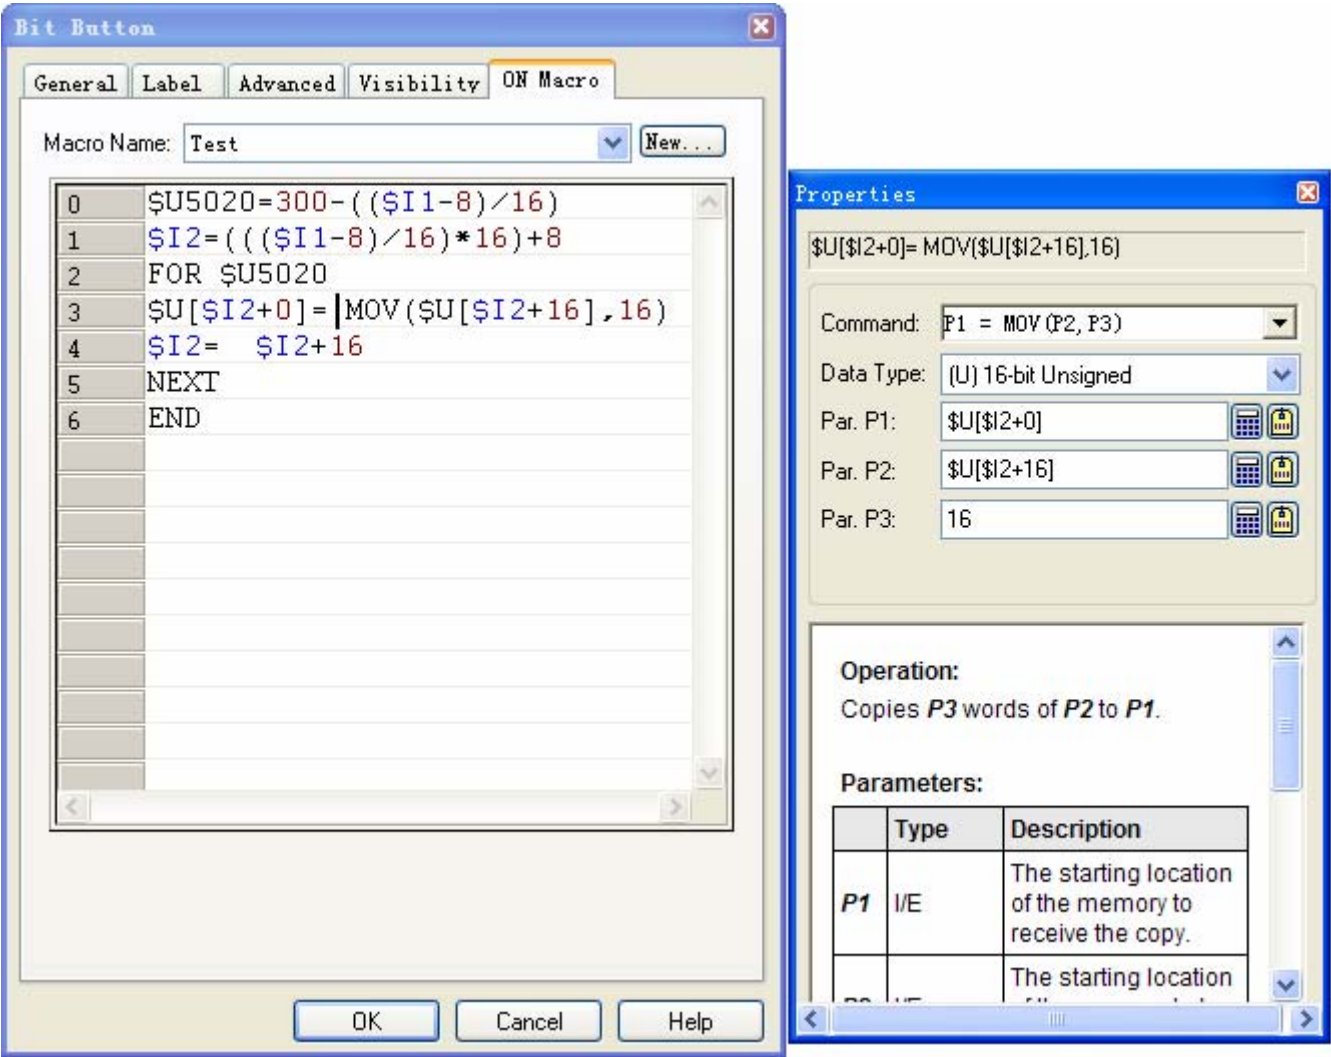 Bit Button
General Label Advanced Visibility ON Macro
Macro Name: Test New...
0 $U5020=300-(($I1-8)/16)
1 $I2=((($I1-8)/16)*16)+8
2 FOR $U5020
3 $U[$I2+0]= MOV($U[$I2+16],16)
4 $I2= $I2+16
5 NEXT
6 END
OK Cancel Help
Properties
$U[$I2+0]= MOV($U[$I2+16],16)
Command: P1 = MOV(P2, P3)
Data Type: (U) 16-bit Unsigned
Par. P1: $U[$I2+0]
Par. P2: $U[$I2+16]
Par. P3: 16
Operation:
Copies P3 words of P2 to P1.
Parameters:
Type Description
P1 I/E The starting location
of the memory to
receive the copy.
The starting location